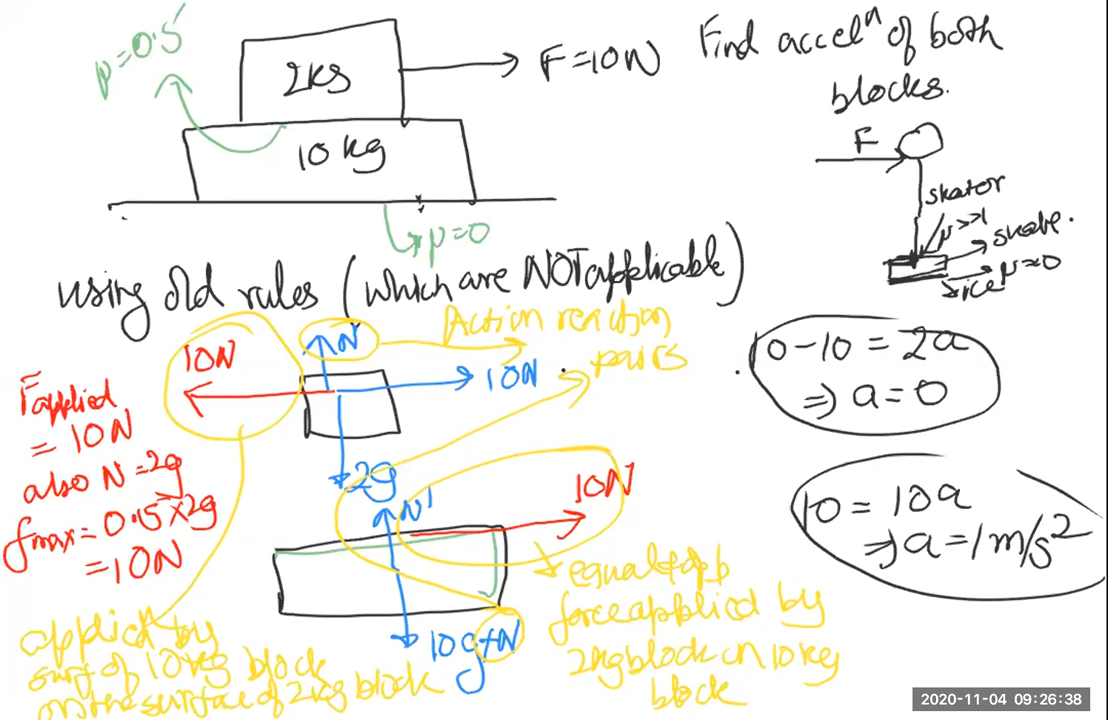 μ=0.5
2kg
F=10N
Find accelⁿ of both
blocks.
10 kg
μ=0
F
skator
μ>>1
skate.
ice μ≈0
using old rules (which are NOT applicable)
N
Action reaction
pairs
10N
10N
Fapplied
= 10N
also N=2g
fmax= 0.5×2g
=10N
2g
N'
10N
10g+N
10-10 = 2a
⇒ a=0
10 = 10a
⇒ a=1m/s²
applied by
surf of 10kg block
on the surface of 2kg block
equal+opp
force applied by
2kg block on 10kg
block
2020-11-04 09:26:38